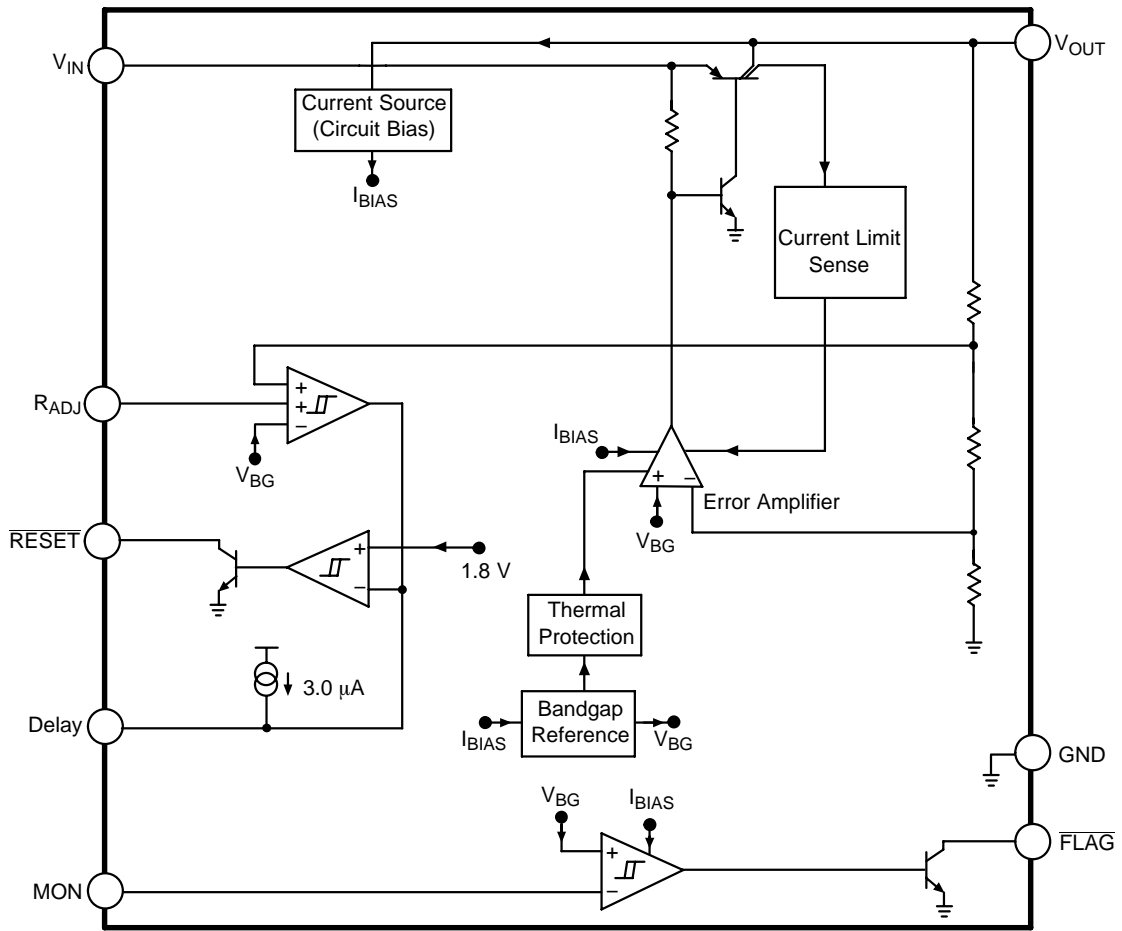 V_IN
V_OUT
Current Source
(Circuit Bias)
I_BIAS
Current Limit
Sense
R_ADJ
+
+
−
V_BG
I_BIAS
+ −
Error Amplifier
V_BG
RESET
+
−
1.8 V
Thermal
Protection
3.0 μA
Delay
I_BIAS
Bandgap
Reference
V_BG
GND
V_BG
I_BIAS
+
−
FLAG
MON